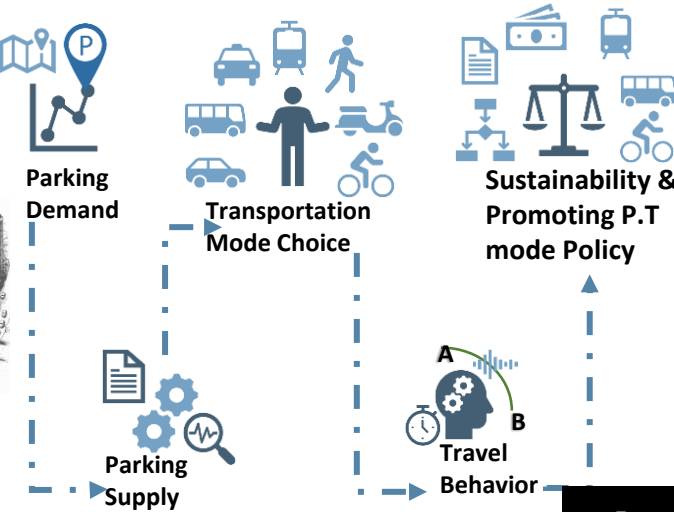 P
Parking
Demand
Transportation
Mode Choice
Sustainability &
Promoting P.T
mode Policy
Parking
Supply
A
B
Travel
Behavior